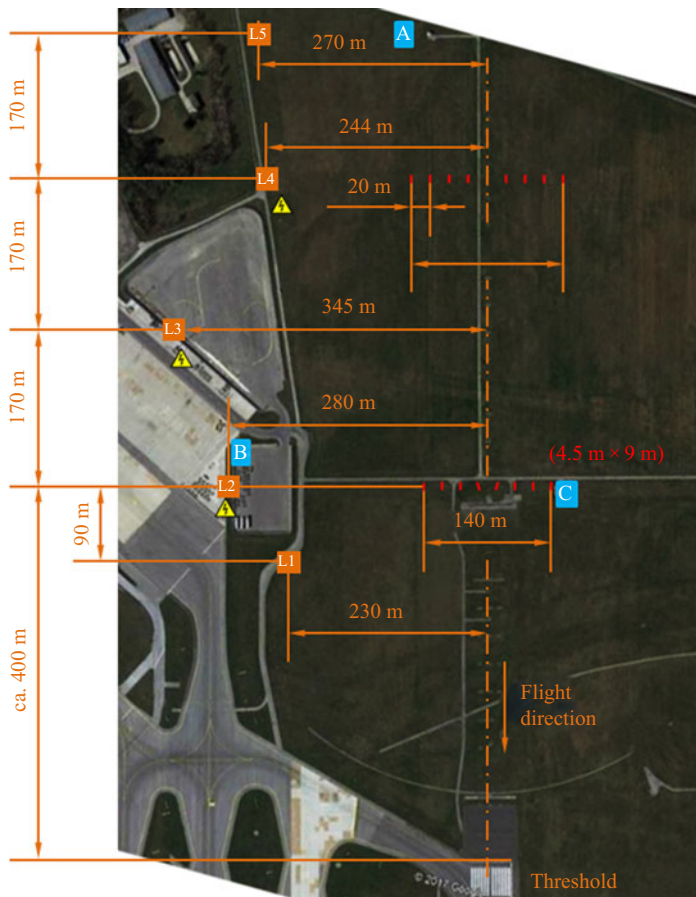 L5
A
270 m
170 m
244 m
L4
20 m
170 m
345 m
L3
170 m
280 m
B
(4.5 m × 9 m)
L2
C
140 m
90 m
L1
230 m
ca. 400 m
Flight
direction
Threshold
© 2017 Google